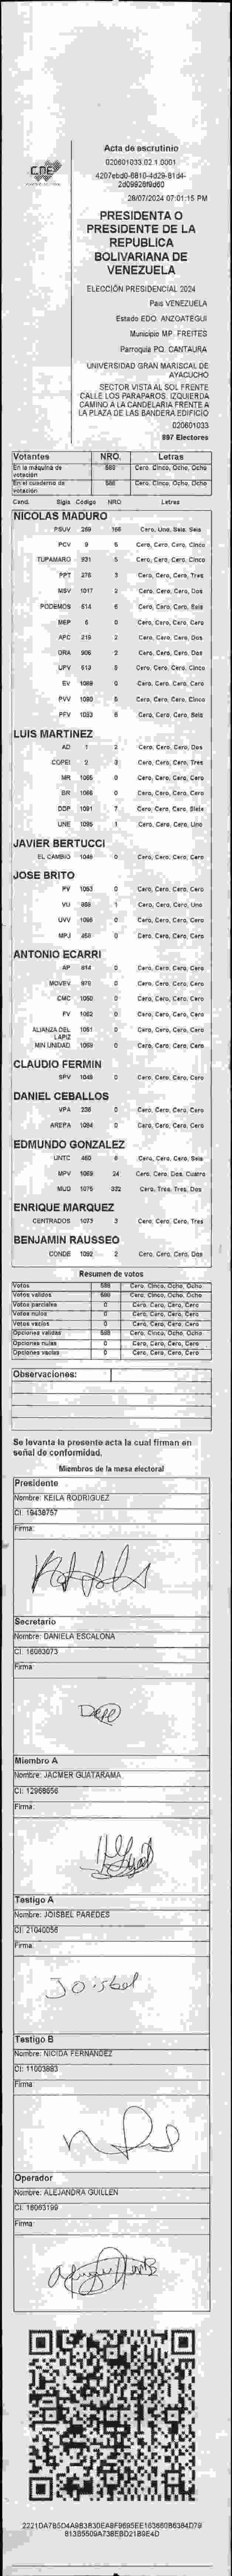 CNE
Acta de escrutinio
020601033.02.1.0001
4207ebd0-6810-4d29-81d4-
2d09926f9d60
28/07/2024 07:01:15 PM
PRESIDENTA O
PRESIDENTE DE LA
REPUBLICA
BOLIVARIANA DE
VENEZUELA
ELECCIÓN PRESIDENCIAL 2024
Pais VENEZUELA
Estado EDO. ANZOATEGUI
Municipio MP. FREITES
Parroquia PQ. CANTAURA
UNIVERSIDAD GRAN MARISCAL DE
AYACUCHO
SECTOR VISTA AL SOL FRENTE
CALLE LOS PARAPAROS. IZQUIERDA
CAMINO A LA CANDELARIA FRENTE A
LA PLAZA DE LAS BANDERA EDIFICIO
020601033
897 Electores
Votantes NRO. Letras
En la máquina de votación 588 Cero, Cinco, Ocho, Ocho
En el cuaderno de votación 588 Cero, Cinco, Ocho, Ocho
Cand. Sigla Código NRO Letras
NICOLAS MADURO
PSUV 269 166 Cero, Uno, Seis, Seis
PCV 9 5 Cero, Cero, Cero, Cinco
TUPAMARO 931 5 Cero, Cero, Cero, Cinco
PPT 276 3 Cero, Cero, Cero, Tres
MSV 1017 2 Cero, Cero, Cero, Dos
PODEMOS 514 6 Cero, Cero, Cero, Seis
MEP 5 0 Cero, Cero, Cero, Cero
APC 219 2 Cero, Cero, Cero, Dos
ORA 906 2 Cero, Cero, Cero, Dos
UPV 613 5 Cero, Cero, Cero, Cinco
EV 1089 0 Cero, Cero, Cero, Cero
PVV 1090 5 Cero, Cero, Cero, Cinco
PFV 1093 6 Cero, Cero, Cero, Seis
LUIS MARTINEZ
AD 1 2 Cero, Cero, Cero, Dos
COPEI 2 3 Cero, Cero, Cero, Tres
MR 1065 0 Cero, Cero, Cero, Cero
BR 1066 0 Cero, Cero, Cero, Cero
DDP 1091 7 Cero, Cero, Cero, Siete
UNE 1095 1 Cero, Cero, Cero, Uno
JAVIER BERTUCCI
EL CAMBIO 1048 0 Cero, Cero, Cero, Cero
JOSE BRITO
PV 1053 0 Cero, Cero, Cero, Cero
VU 858 1 Cero, Cero, Cero, Uno
UVV 1096 0 Cero, Cero, Cero, Cero
MPJ 458 0 Cero, Cero, Cero, Cero
ANTONIO ECARRI
AP 814 0 Cero, Cero, Cero, Cero
MOVEV 979 0 Cero, Cero, Cero, Cero
CMC 1050 0 Cero, Cero, Cero, Cero
FV 1052 0 Cero, Cero, Cero, Cero
ALIANZA DEL LAPIZ 1051 0 Cero, Cero, Cero, Cero
MIN UNIDAD 1069 0 Cero, Cero, Cero, Cero
CLAUDIO FERMIN
SPV 1049 0 Cero, Cero, Cero, Cero
DANIEL CEBALLOS
VPA 236 0 Cero, Cero, Cero, Cero
AREPA 1094 0 Cero, Cero, Cero, Cero
EDMUNDO GONZALEZ
UNTC 460 6 Cero, Cero, Cero, Seis
MPV 1069 24 Cero, Cero, Dos, Cuatro
MUD 1075 332 Cero, Tres, Tres, Dos
ENRIQUE MARQUEZ
CENTRADOS 1073 3 Cero, Cero, Cero, Tres
BENJAMIN RAUSSEO
CONDE 1092 2 Cero, Cero, Cero, Dos
Resumen de votos
Votos 588 Cero, Cinco, Ocho, Ocho
Votos validos 588 Cero, Cinco, Ocho, Ocho
Votos parciales 0 Cero, Cero, Cero, Cero
Votos nulos 0 Cero, Cero, Cero, Cero
Votos vacíos 0 Cero, Cero, Cero, Cero
Opciones validas 588 Cero, Cinco, Ocho, Ocho
Opciones nulas 0 Cero, Cero, Cero, Cero
Opciones vacias 0 Cero, Cero, Cero, Cero
Observaciones:
Se levanta la presente acta la cual firman en
señal de conformidad.
Miembros de la mesa electoral
Presidente
Nombre: KEILA RODRIGUEZ
CI: 19438757
Firma:
Secretario
Nombre: DANIELA ESCALONA
CI: 16063073
Firma:
Miembro A
Nombre: JACMER GUATARAMA
CI: 12968656
Firma:
Testigo A
Nombre: JOISBEL PAREDES
CI: 21040056
Firma:
Joisbel
Testigo B
Nombre: NICIDA FERNANDEZ
CI: 11003883
Firma:
Operador
Nombre: ALEJANDRA GUILLEN
CI: 16063199
Firma: